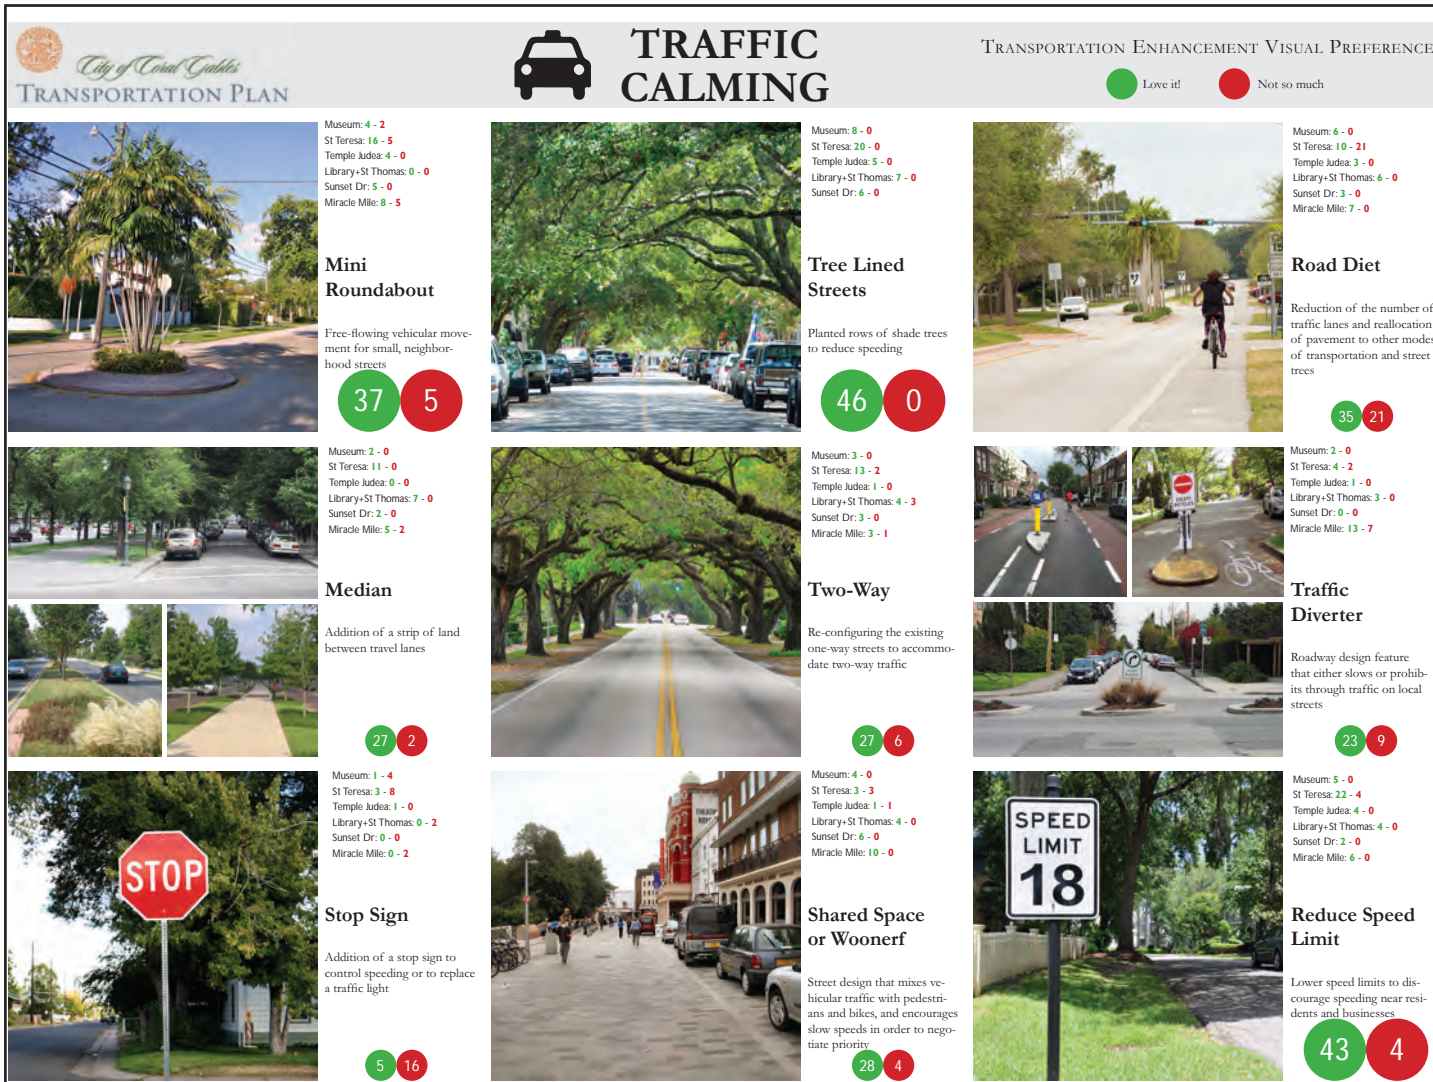 City of Coral Gables
TRANSPORTATION PLAN
TRAFFIC
CALMING
TRANSPORTATION ENHANCEMENT VISUAL PREFERENCE
Love it!
Not so much
Museum: 4 - 2
St Teresa: 16 - 5
Temple Judea: 4 - 0
Library+St Thomas: 0 - 0
Sunset Dr: 5 - 0
Miracle Mile: 8 - 5
Mini
Roundabout
Free-flowing vehicular move-
ment for small, neighbor-
hood streets
37 5
Museum: 8 - 0
St Teresa: 20 - 0
Temple Judea: 5 - 0
Library+St Thomas: 7 - 0
Sunset Dr: 6 - 0
Tree Lined
Streets
Planted rows of shade trees
to reduce speeding
46 0
Museum: 6 - 0
St Teresa: 10 - 21
Temple Judea: 3 - 0
Library+St Thomas: 6 - 0
Sunset Dr: 3 - 0
Miracle Mile: 7 - 0
Road Diet
Reduction of the number of
traffic lanes and reallocation
of pavement to other modes
of transportation and street
trees
35 21
Museum: 2 - 0
St Teresa: 11 - 0
Temple Judea: 0 - 0
Library+St Thomas: 7 - 0
Sunset Dr: 2 - 0
Miracle Mile: 5 - 2
Median
Addition of a strip of land
between travel lanes
27 2
Museum: 3 - 0
St Teresa: 13 - 2
Temple Judea: 1 - 0
Library+St Thomas: 4 - 3
Sunset Dr: 3 - 0
Miracle Mile: 3 - 1
Two-Way
Re-configuring the existing
one-way streets to accommo-
date two-way traffic
27 6
Museum: 2 - 0
St Teresa: 4 - 2
Temple Judea: 1 - 0
Library+St Thomas: 3 - 0
Sunset Dr: 0 - 0
Miracle Mile: 13 - 7
Traffic
Diverter
Roadway design feature
that either slows or prohib-
its through traffic on local
streets
23 9
STOP
Museum: 1 - 4
St Teresa: 3 - 8
Temple Judea: 1 - 0
Library+St Thomas: 0 - 2
Sunset Dr: 0 - 0
Miracle Mile: 0 - 2
Stop Sign
Addition of a stop sign to
control speeding or to replace
a traffic light
5 16
Museum: 4 - 0
St Teresa: 3 - 3
Temple Judea: 1 - 1
Library+St Thomas: 4 - 0
Sunset Dr: 6 - 0
Miracle Mile: 10 - 0
Shared Space
or Woonerf
Street design that mixes ve-
hicular traffic with pedestri-
ans and bikes, and encourages
slow speeds in order to nego-
tiate priority
28 4
SPEED
LIMIT
18
Museum: 5 - 0
St Teresa: 22 - 4
Temple Judea: 4 - 0
Library+St Thomas: 4 - 0
Sunset Dr: 2 - 0
Miracle Mile: 6 - 0
Reduce Speed
Limit
Lower speed limits to dis-
courage speeding near resi-
dents and businesses
43 4